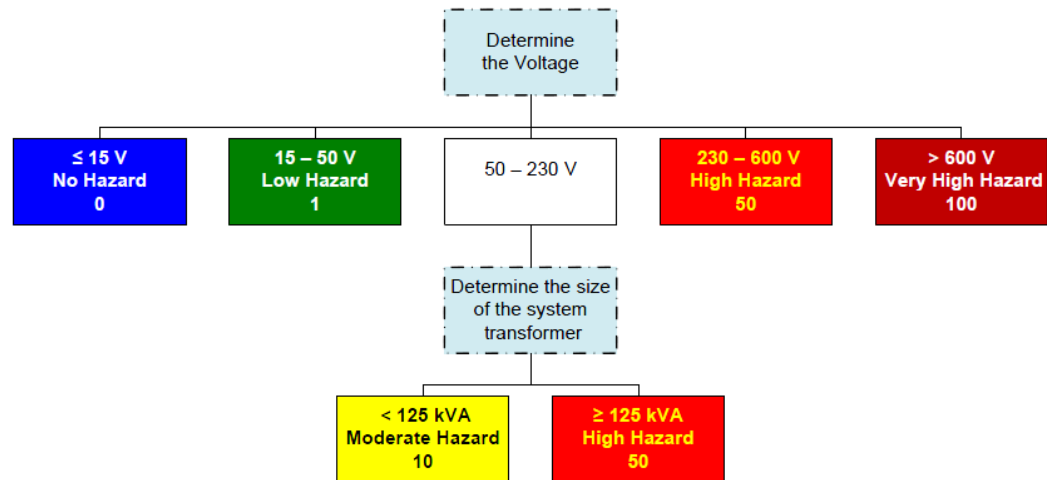 Determine
the Voltage
≤ 15 V
No Hazard
0
15 – 50 V
Low Hazard
1
50 – 230 V
230 – 600 V
High Hazard
50
> 600 V
Very High Hazard
100
Determine the size
of the system
transformer
< 125 kVA
Moderate Hazard
10
≥ 125 kVA
High Hazard
50